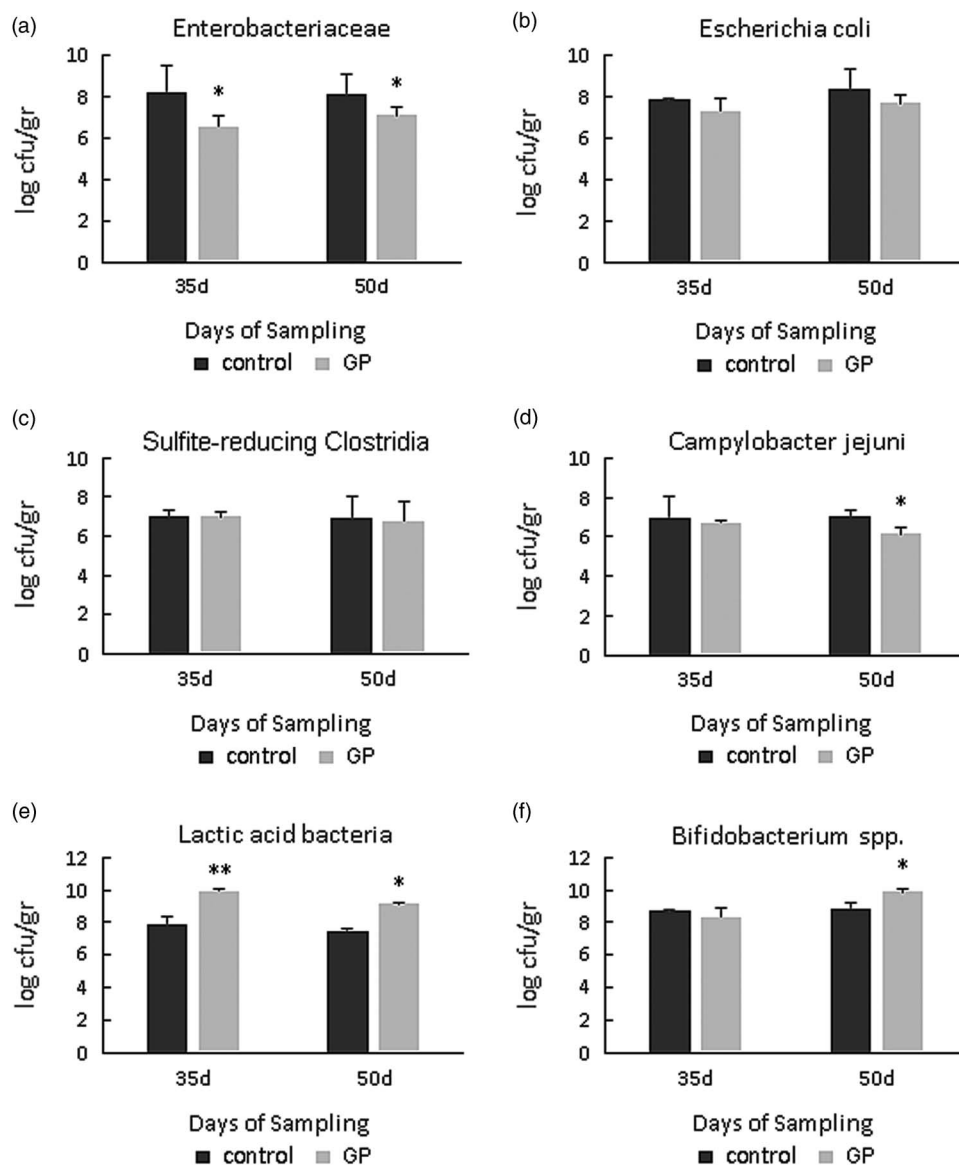 (a)
Enterobacteriaceae
10
8
6
4
2
0
log cfu/gr
*
*
35d 50d
Days of Sampling
control GP
(b)
Escherichia coli
10
8
6
4
2
0
log cfu/gr
35d 50d
Days of Sampling
control GP
(c)
Sulfite-reducing Clostridia
10
8
6
4
2
0
log cfu/gr
35d 50d
Days of Sampling
control GP
(d)
Campylobacter jejuni
10
8
6
4
2
0
log cfu/gr
*
35d 50d
Days of Sampling
control GP
(e)
Lactic acid bacteria
12
10
8
6
4
2
0
log cfu/gr
**
*
35d 50d
Days of Sampling
control GP
(f)
Bifidobacterium spp.
12
10
8
6
4
2
0
log cfu/gr
*
35d 50d
Days of Sampling
control GP